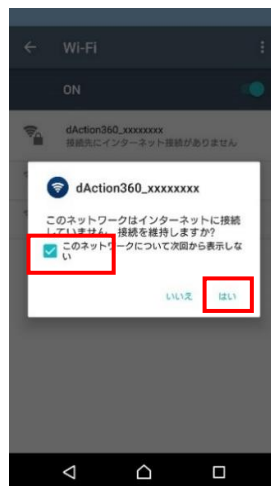 Wi-Fi
ON
dAction360_xxxxxxxx
接続先にインターネット接続がありません
dAction360_xxxxxxxx
このネットワークはインターネットに接続
していません。接続を維持しますか?
このネットワークについて次回から表示しな
い
いいえ はい